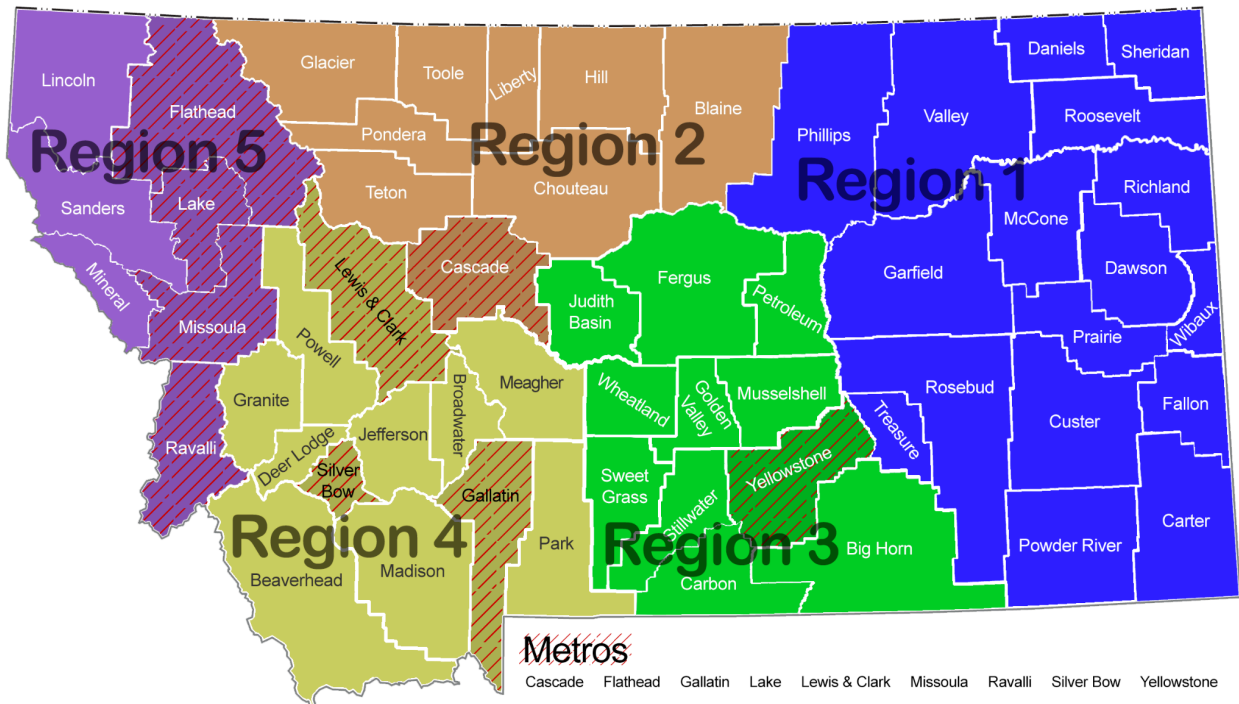 Lincoln
Flathead
Glacier
Toole
Liberty
Hill
Blaine
Phillips
Valley
Daniels
Sheridan
Roosevelt
Region 5
Region 2
Region 1
Pondera
Teton
Chouteau
Sanders
Lake
Richland
McCone
Dawson
Garfield
Mineral
Missoula
Lewis & Clark
Cascade
Judith
Basin
Fergus
Petroleum
Prairie
Wibaux
Powell
Granite
Meagher
Broadwater
Jefferson
Wheatland
Golden
Valley
Musselshell
Rosebud
Treasure
Custer
Fallon
Ravalli
Deer Lodge
Silver
Bow
Gallatin
Sweet
Grass
Stillwater
Yellowstone
Carter
Region 4
Region 3
Park
Beaverhead
Madison
Carbon
Big Horn
Powder River
Metros
Cascade Flathead Gallatin Lake Lewis & Clark Missoula Ravalli Silver Bow Yellowstone